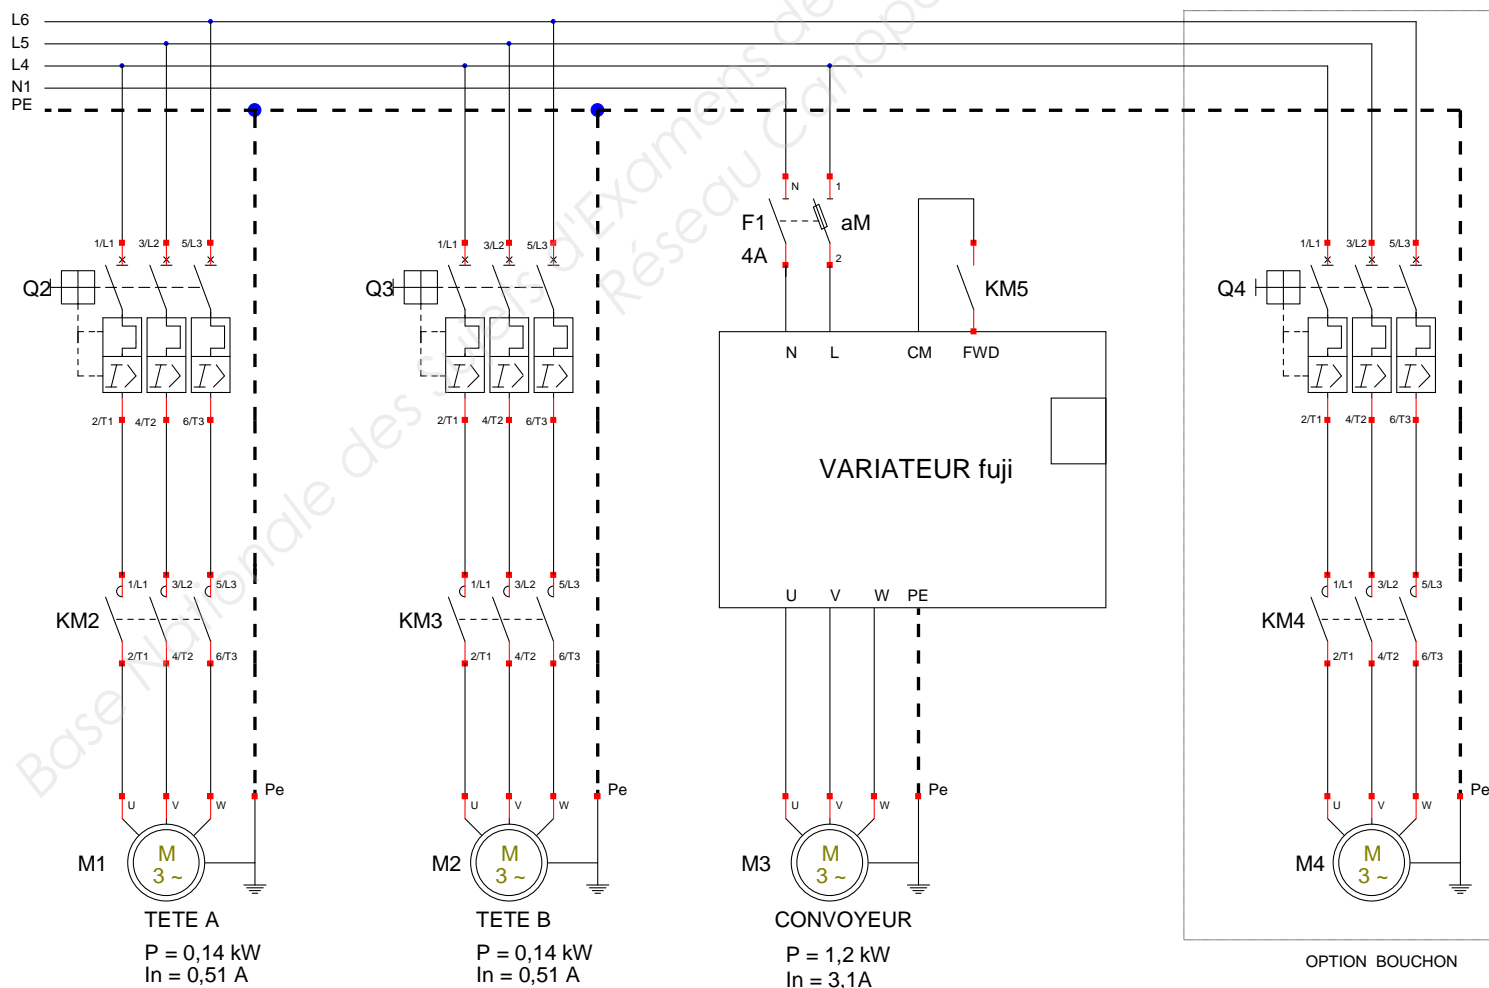 L6
L5
L4
N1
PE
N 1
F1 aM
4A 2
1/L1 3/L2 5/L3
1/L1 3/L2 5/L3
1/L1 3/L2 5/L3
Q2
Q3
KM5
Q4
I> I> I>
I> I> I>
I> I> I>
N L CM FWD
2/T1 4/T2 6/T3
2/T1 4/T2 6/T3
2/T1 4/T2 6/T3
VARIATEUR fuji
1/L1 3/L2 5/L3
1/L1 3/L2 5/L3
1/L1 3/L2 5/L3
U V W PE
KM2
KM3
KM4
2/T1 4/T2 6/T3
2/T1 4/T2 6/T3
2/T1 4/T2 6/T3
U V W Pe
U V W Pe
U V W Pe
U V W Pe
M1 M 3 ~
M2 M 3 ~
M3 M 3 ~
M4 M 3 ~
TETE A
P = 0,14 kW
In = 0,51 A
TETE B
P = 0,14 kW
In = 0,51 A
CONVOYEUR
P = 1,2 kW
In = 3,1A
OPTION BOUCHON
Base Nationale des Sujets d'Examens de
Réseau Canopé